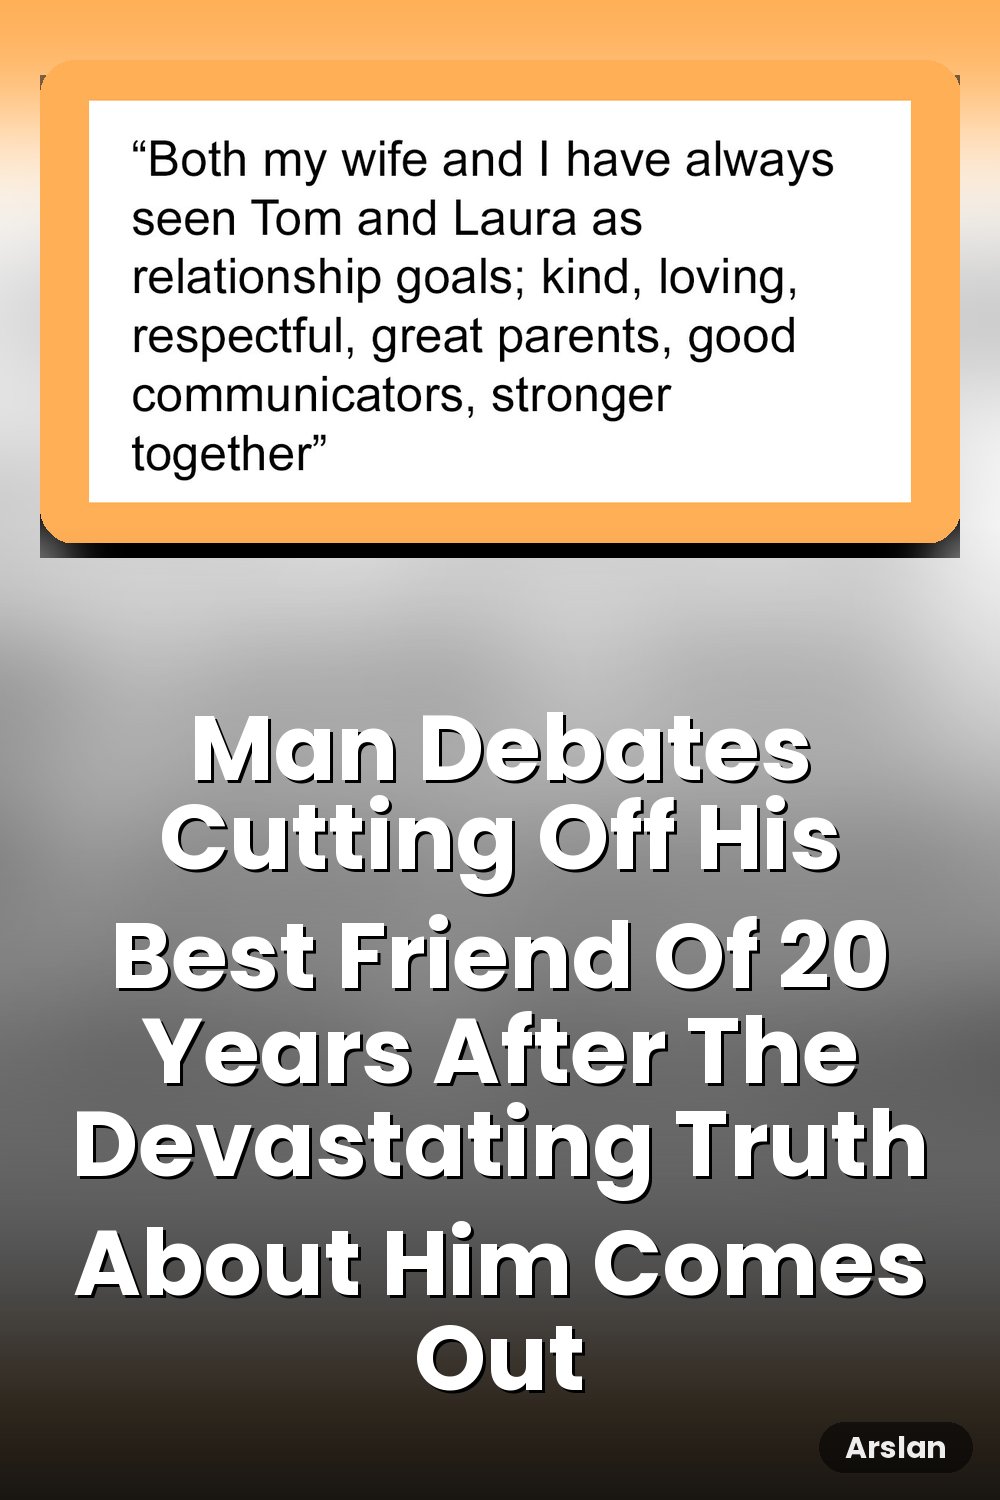 “Both my wife and I have always
seen Tom and Laura as
relationship goals; kind, loving,
respectful, great parents, good
communicators, stronger
together”
Man Debates
Cutting Off His
Best Friend Of 20
Years After The
Devastating Truth
About Him Comes
Out
Arslan